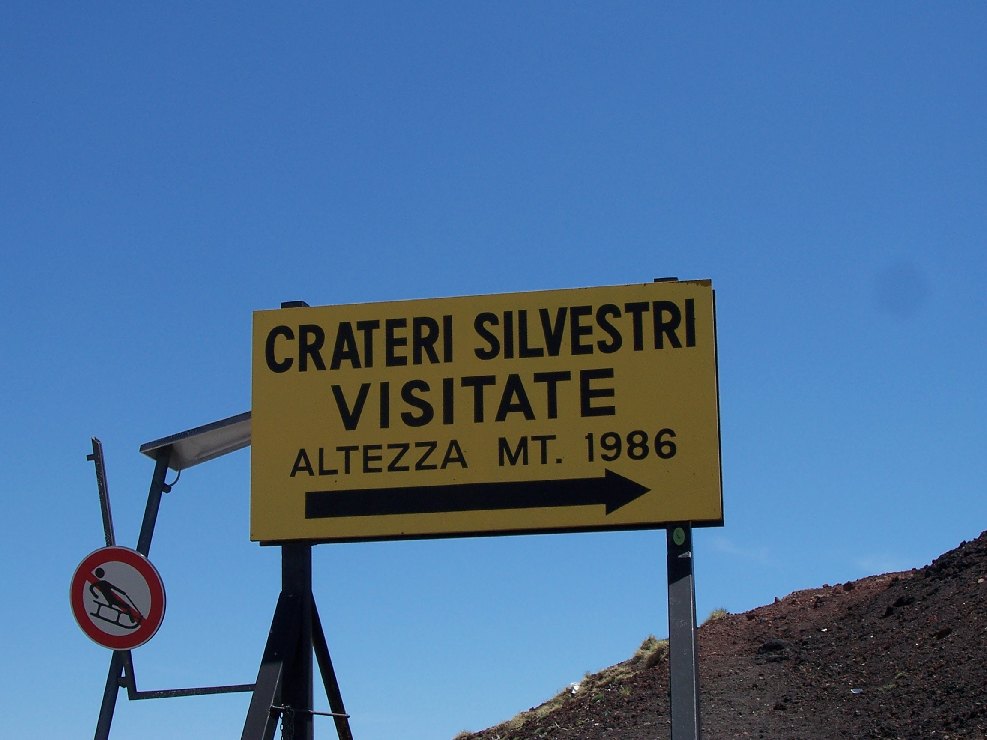 CRATERI SILVESTRI
VISITATE
ALTEZZA MT. 1986